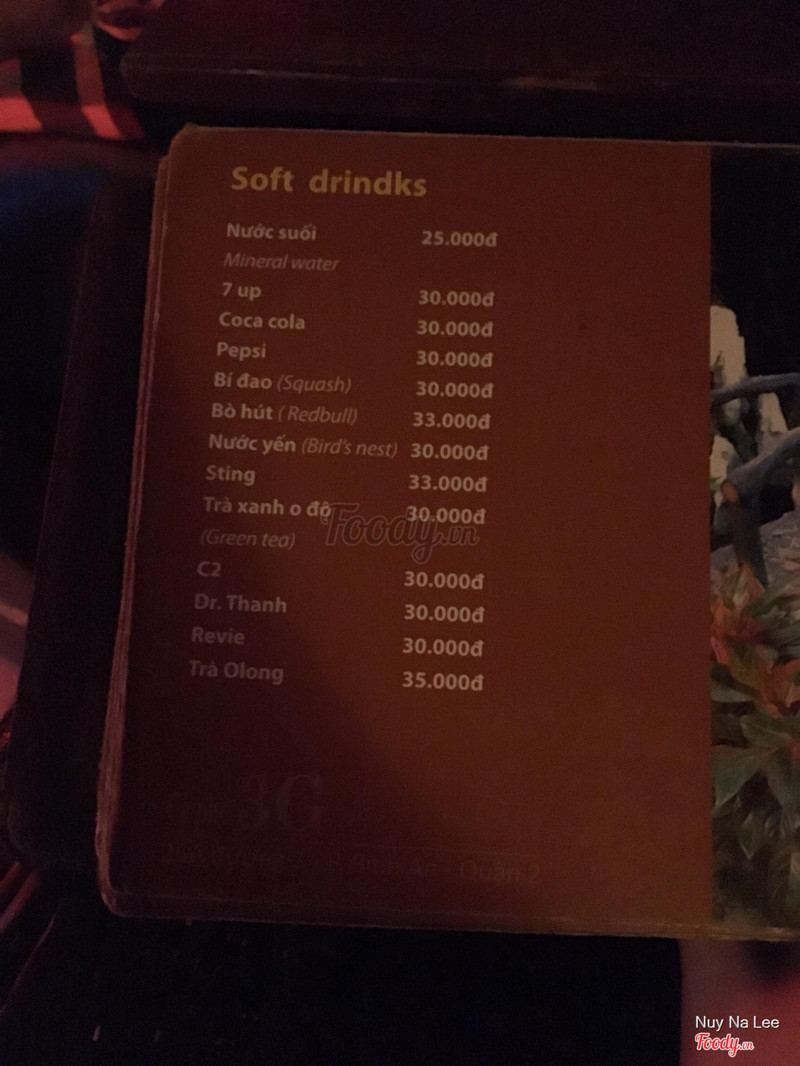 Soft drindks
Nước suối 25.000đ
Mineral water
7 up 30.000đ
Coca cola 30.000đ
Pepsi 30.000đ
Bí đao (Squash) 30.000đ
Bò hút ( Redbull) 33.000đ
Nước yến (Bird's nest) 30.000đ
Sting 33.000đ
Trà xanh o độ 30.000đ
(Green tea)
C2 30.000đ
Dr. Thanh 30.000đ
Revie 30.000đ
Trà Olong 35.000đ
Foody.vn
3G
Quận 2
Nuy Na Lee
Foody.vn